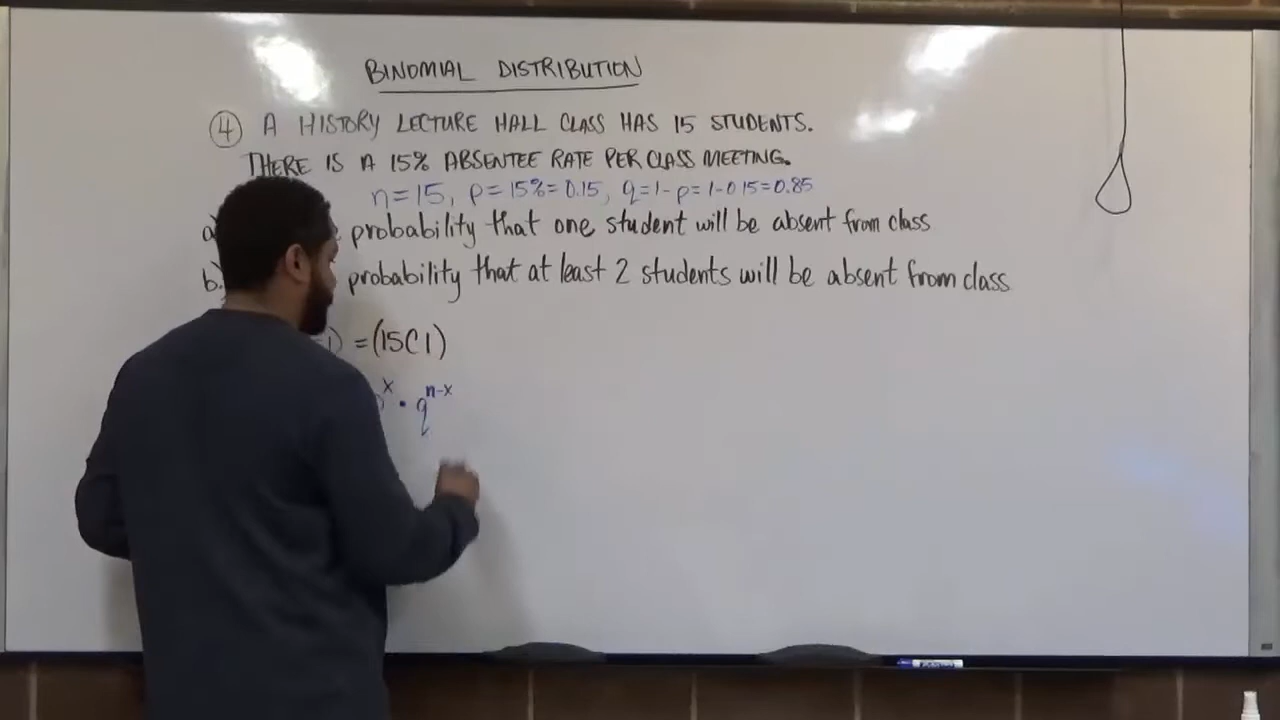 BINOMIAL DISTRIBUTION
④ A HISTORY LECTURE HALL CLASS HAS 15 STUDENTS.
THERE IS A 15% ABSENTEE RATE PER CLASS MEETING.
n=15, p=15%=0.15, q=1-p=1-0.15=0.85
a) probability that one student will be absent from class
b.) probability that at least 2 students will be absent from class
1) =(15C1)
x • q^n-x